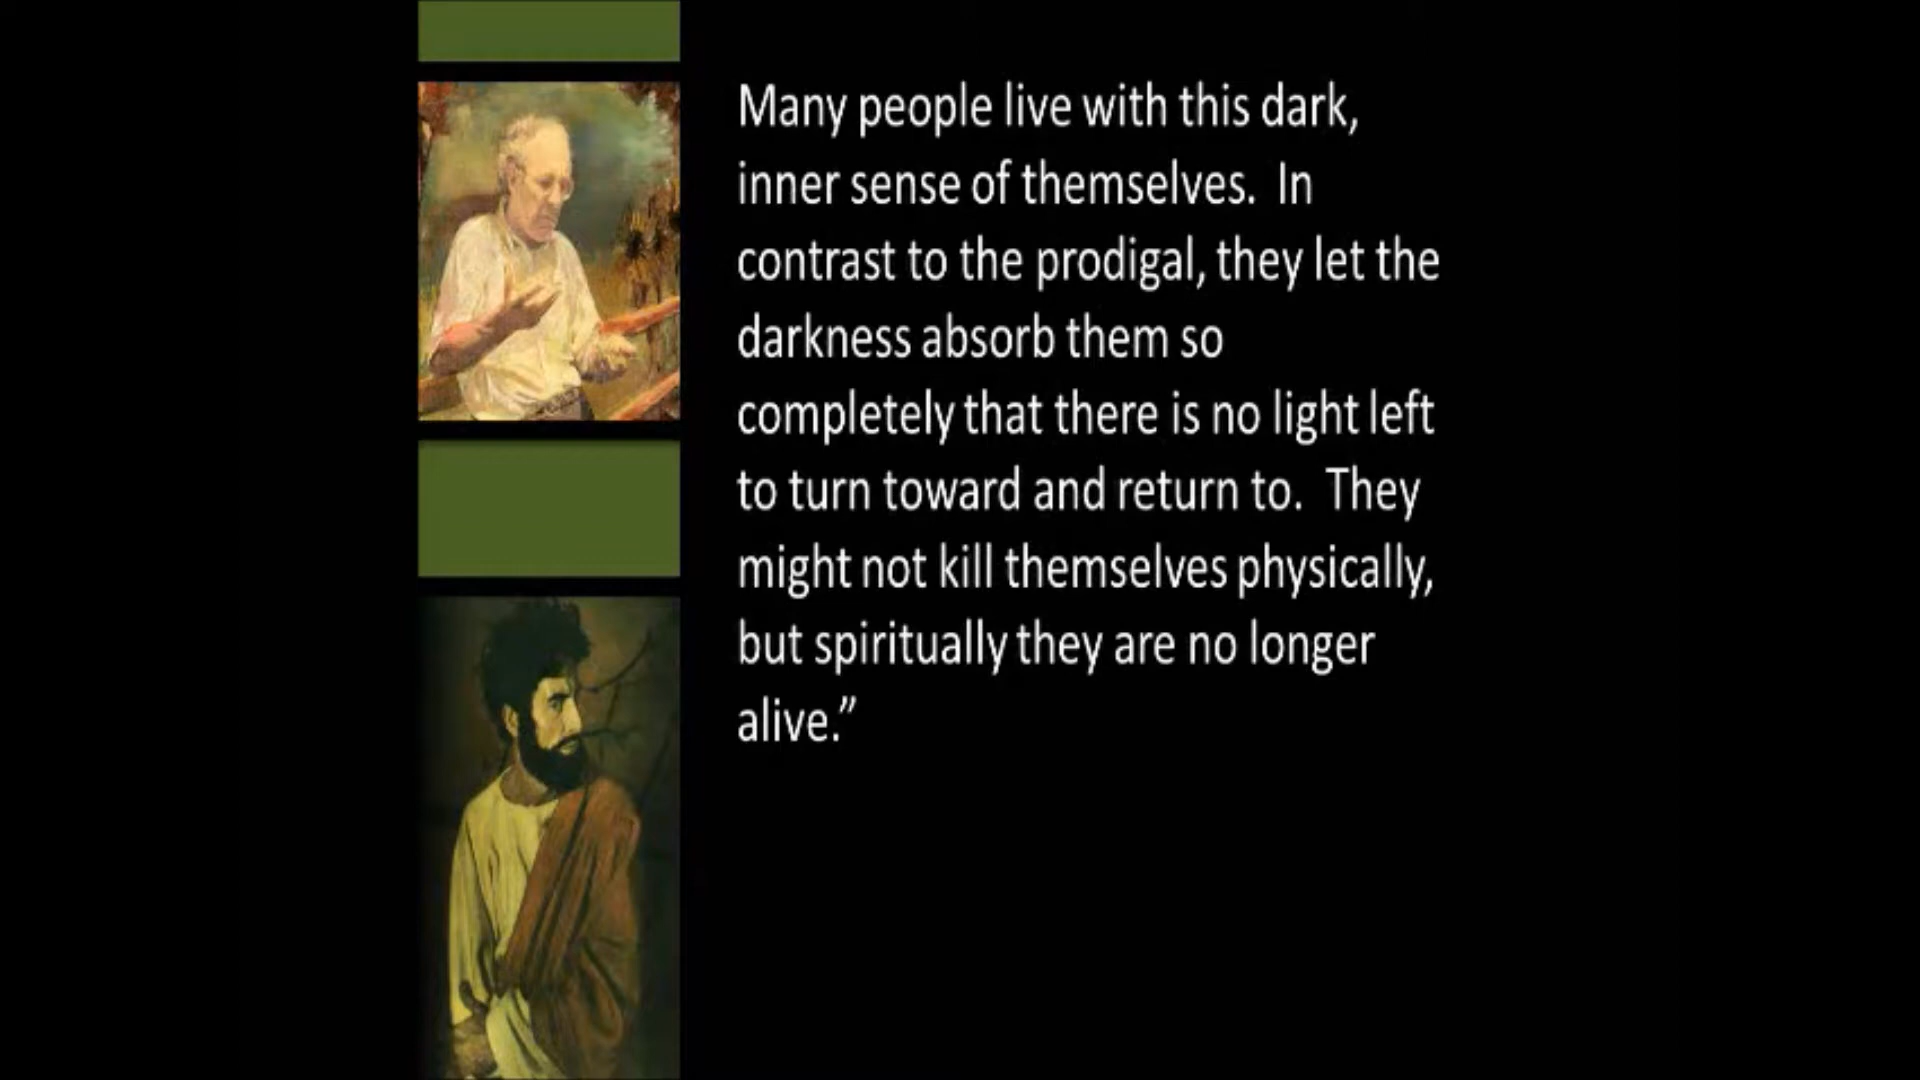 Many people live with this dark,
inner sense of themselves.  In
contrast to the prodigal, they let the
darkness absorb them so
completely that there is no light left
to turn toward and return to.  They
might not kill themselves physically,
but spiritually they are no longer
alive.”